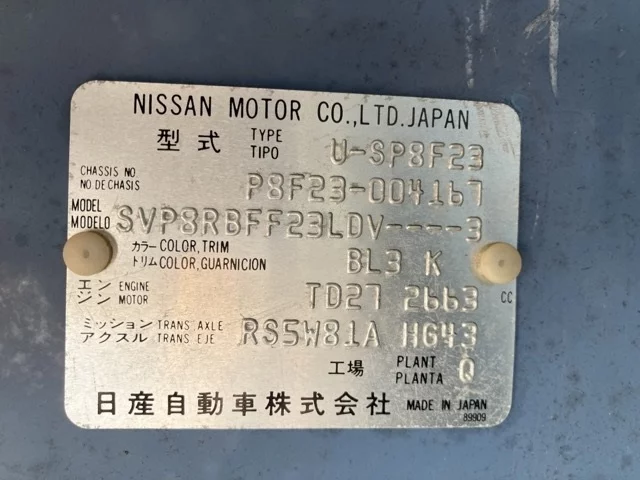 NISSAN MOTOR CO.,LTD.JAPAN
型式 TYPE TIPO U-SP8F23
CHASSIS NO NO.DE CHASIS P8F23-004167
MODEL MODELO SVP8RBFF23LDV----3
カラー COLOR,TRIM トリム COLOR,GUARNICION BL3 K
エンジン ENGINE MOTOR TD27 2663 CC
ミッション TRANS AXLE アクスル TRANS EJE RS5W81A HG43
工場 PLANT PLANTA Q
日産自動車株式会社 MADE IN JAPAN
89909